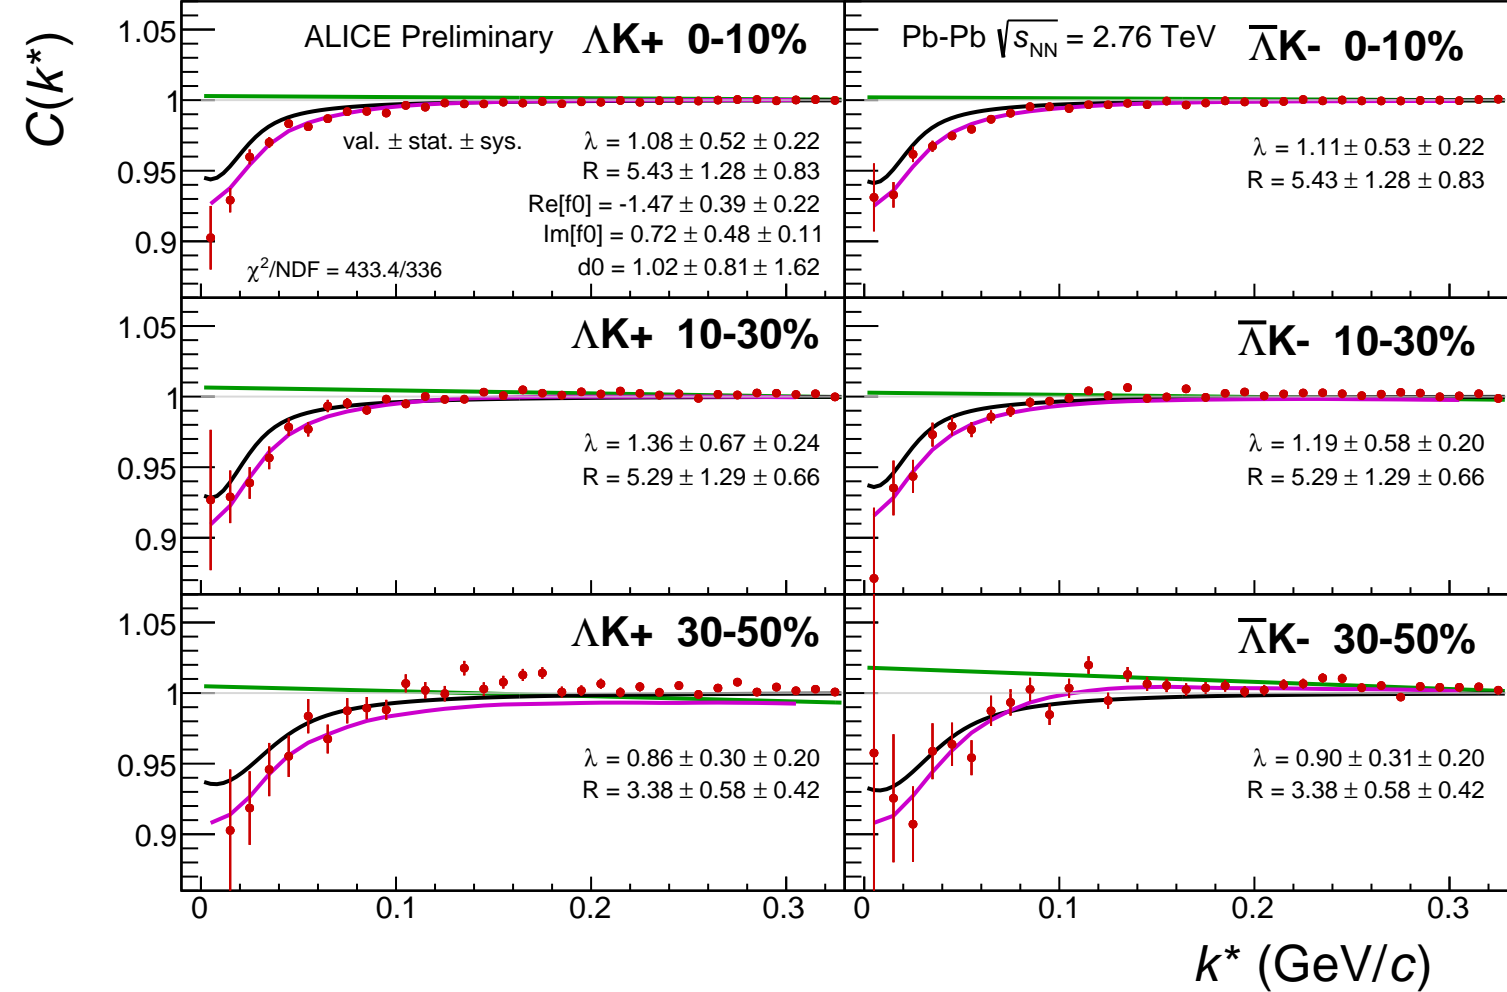 C(k*)
ALICE Preliminary ΛK+ 0-10%
val. ± stat. ± sys.
λ = 1.08 ± 0.52 ± 0.22
R = 5.43 ± 1.28 ± 0.83
Re[f0] = -1.47 ± 0.39 ± 0.22
Im[f0] = 0.72 ± 0.48 ± 0.11
d0 = 1.02 ± 0.81 ± 1.62
χ²/NDF = 433.4/336
1.05
1
0.95
0.9
Pb-Pb √s_NN = 2.76 TeV Λ̅K- 0-10%
λ = 1.11± 0.53 ± 0.22
R = 5.43 ± 1.28 ± 0.83
ΛK+ 10-30%
λ = 1.36 ± 0.67 ± 0.24
R = 5.29 ± 1.29 ± 0.66
1.05
1
0.95
0.9
Λ̅K- 10-30%
λ = 1.19 ± 0.58 ± 0.20
R = 5.29 ± 1.29 ± 0.66
ΛK+ 30-50%
λ = 0.86 ± 0.30 ± 0.20
R = 3.38 ± 0.58 ± 0.42
1.05
1
0.95
0.9
Λ̅K- 30-50%
λ = 0.90 ± 0.31 ± 0.20
R = 3.38 ± 0.58 ± 0.42
0 0.1 0.2 0.3
0 0.1 0.2 0.3
k* (GeV/c)